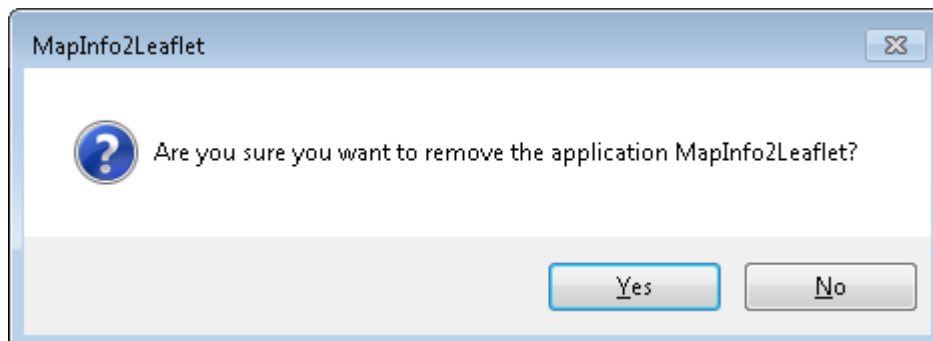 MapInfo2Leaflet
Are you sure you want to remove the application MapInfo2Leaflet?
Yes No